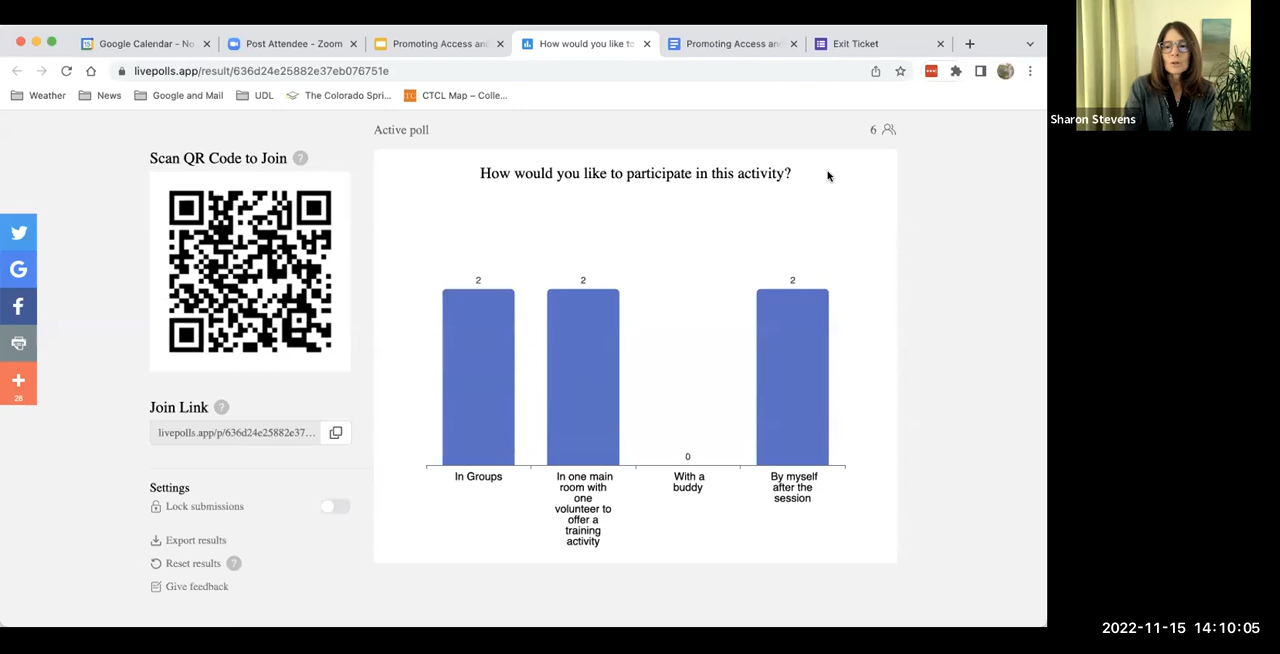 Google Calendar - No
Post Attendee - Zoom
Promoting Access and
How would you like to
Promoting Access and
Exit Ticket
livepolls.app/result/636d24e25882e37eb076751e
Weather
News
Google and Mail
UDL
The Colorado Spri...
TC
CTCL Map – Colle...
Sharon Stevens
Active poll
6
Scan QR Code to Join ?
How would you like to participate in this activity?
2
2
0
2
In Groups
In one main
room with
one
volunteer to
offer a
training
activity
With a
buddy
By myself
after the
session
28
Join Link ?
livepolls.app/p/636d24e25882e37...
Settings
Lock submissions
Export results
Reset results ?
Give feedback
2022-11-15 14:10:05